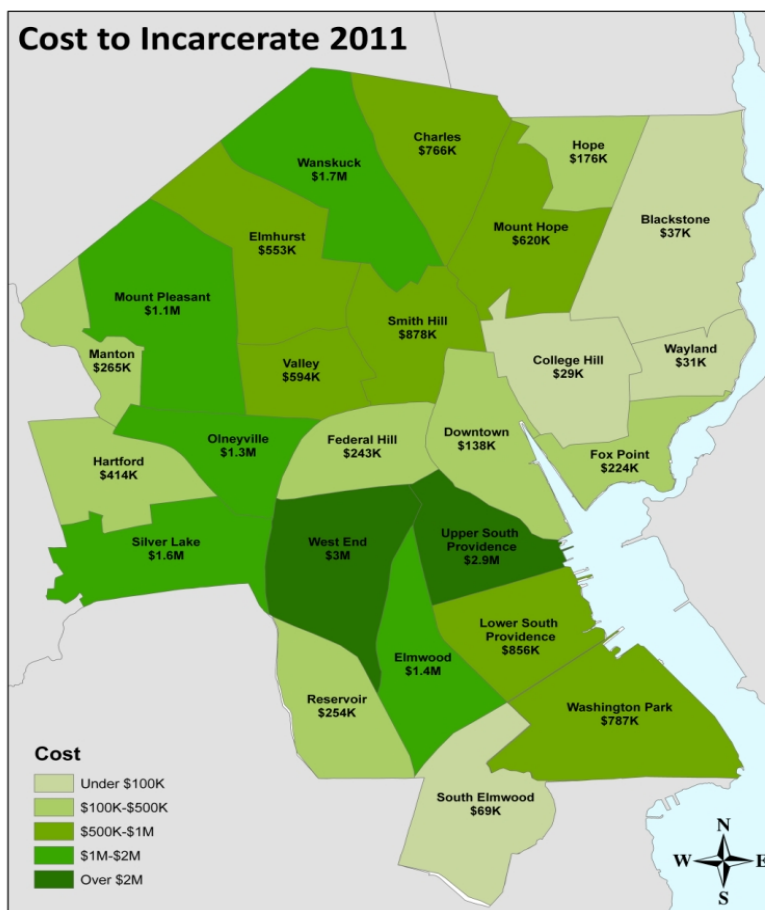 Cost to Incarcerate 2011
Charles
$766K
Hope
$176K
Wanskuck
$1.7M
Blackstone
$37K
Mount Hope
$620K
Elmhurst
$553K
Mount Pleasant
$1.1M
Smith Hill
$878K
Manton
$265K
Valley
$594K
College Hill
$29K
Wayland
$31K
Olneyville
$1.3M
Federal Hill
$243K
Downtown
$138K
Fox Point
$224K
Hartford
$414K
Silver Lake
$1.6M
West End
$3M
Upper South
Providence
$2.9M
Lower South
Providence
$856K
Elmwood
$1.4M
Reservoir
$254K
Washington Park
$787K
South Elmwood
$69K
Cost
Under $100K
$100K-$500K
$500K-$1M
$1M-$2M
Over $2M
N
W
E
S